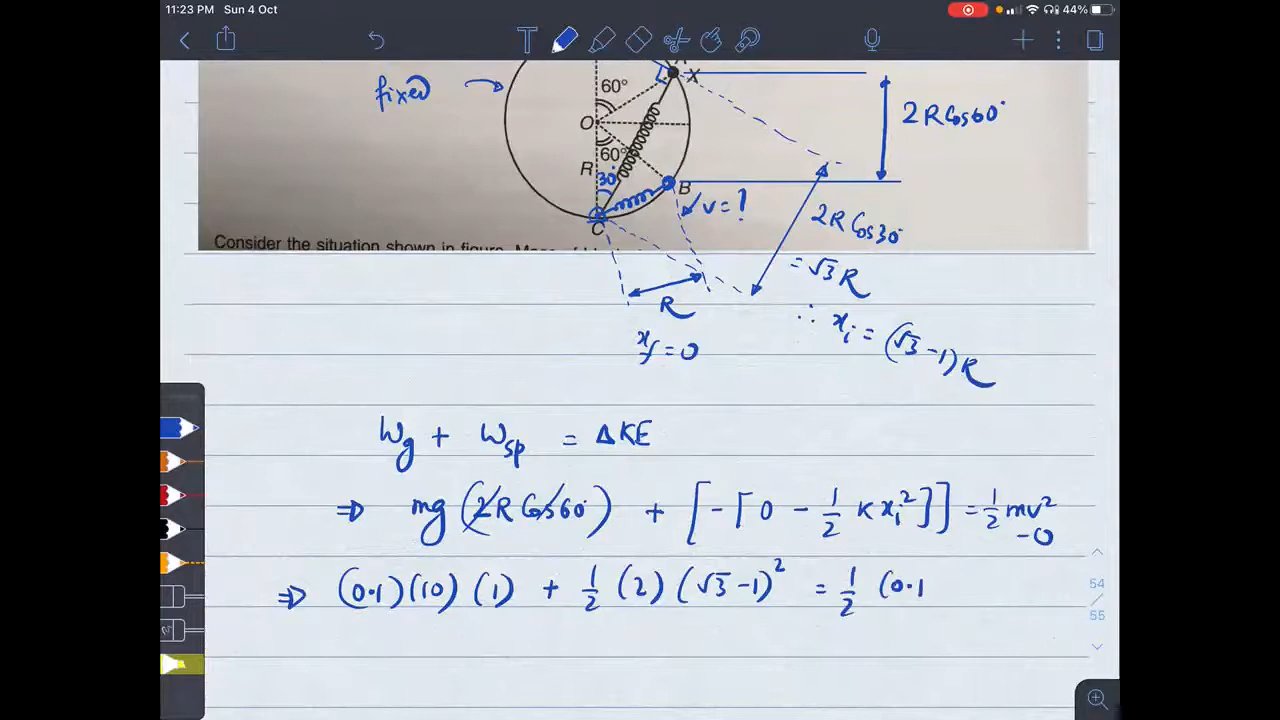 11:23 PM Sun 4 Oct 44%
T
fixed
60°
X
2R Cos60°
O
60°
R
30°
B
v = ?
C
2R Cos30°
= √3 R
R
∴ xi = (√3 - 1) R
xf = 0
Consider the situation shown in figure.
Wg + Wsp = ΔKE
⇒ mg (2R Cos60°) + [-[0 - 1/2 K xi²]] = 1/2 mv² - 0
⇒ (0.1) (10) (1) + 1/2 (2) (√3 - 1)² = 1/2 (0.1
54
55